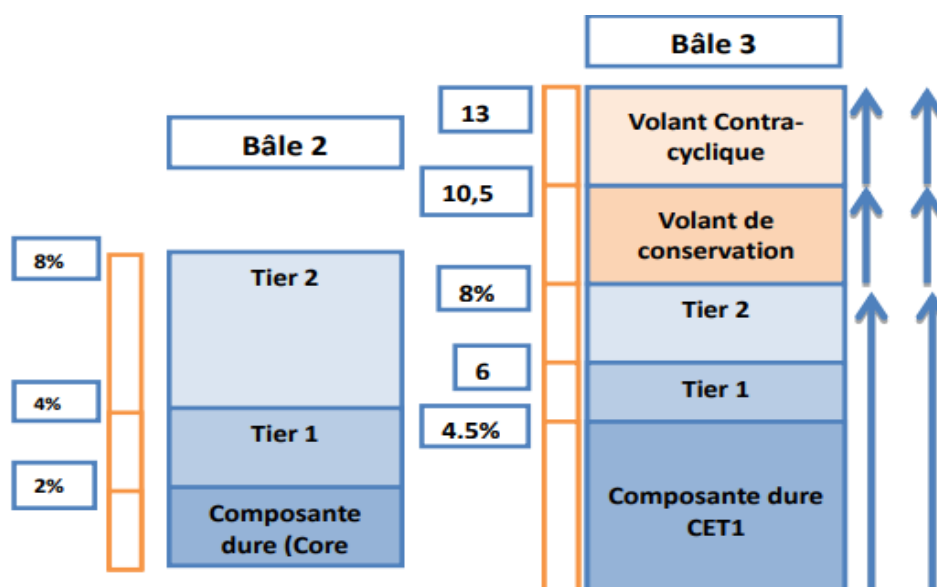 Bâle 3
13
Volant Contra-
cyclique
Bâle 2
10,5
Volant de
conservation
8%
Tier 2
8%
Tier 2
6
Tier 1
4%
Tier 1
4.5%
2%
Composante
dure (Core
Composante dure
CET1